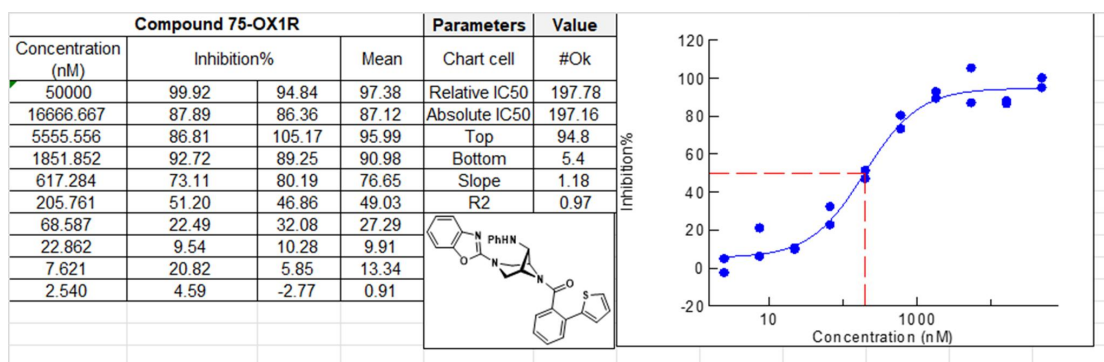 Compound 75-OX1R Parameters Value
Concentration (nM) Inhibition% Mean Chart cell #Ok
50000 99.92 94.84 97.38 Relative IC50 197.78
16666.667 87.89 86.36 87.12 Absolute IC50 197.16
5555.556 86.81 105.17 95.99 Top 94.8
1851.852 92.72 89.25 90.98 Bottom 5.4
617.284 73.11 80.19 76.65 Slope 1.18
205.761 51.20 46.86 49.03 R2 0.97
68.587 22.49 32.08 27.29
22.862 9.54 10.28 9.91
7.621 20.82 5.85 13.34
2.540 4.59 -2.77 0.91
PhHN
N
O
N
N
O
S
Inhibition%
120
100
80
60
40
20
0
-20
10 1000
Concentration (nM)